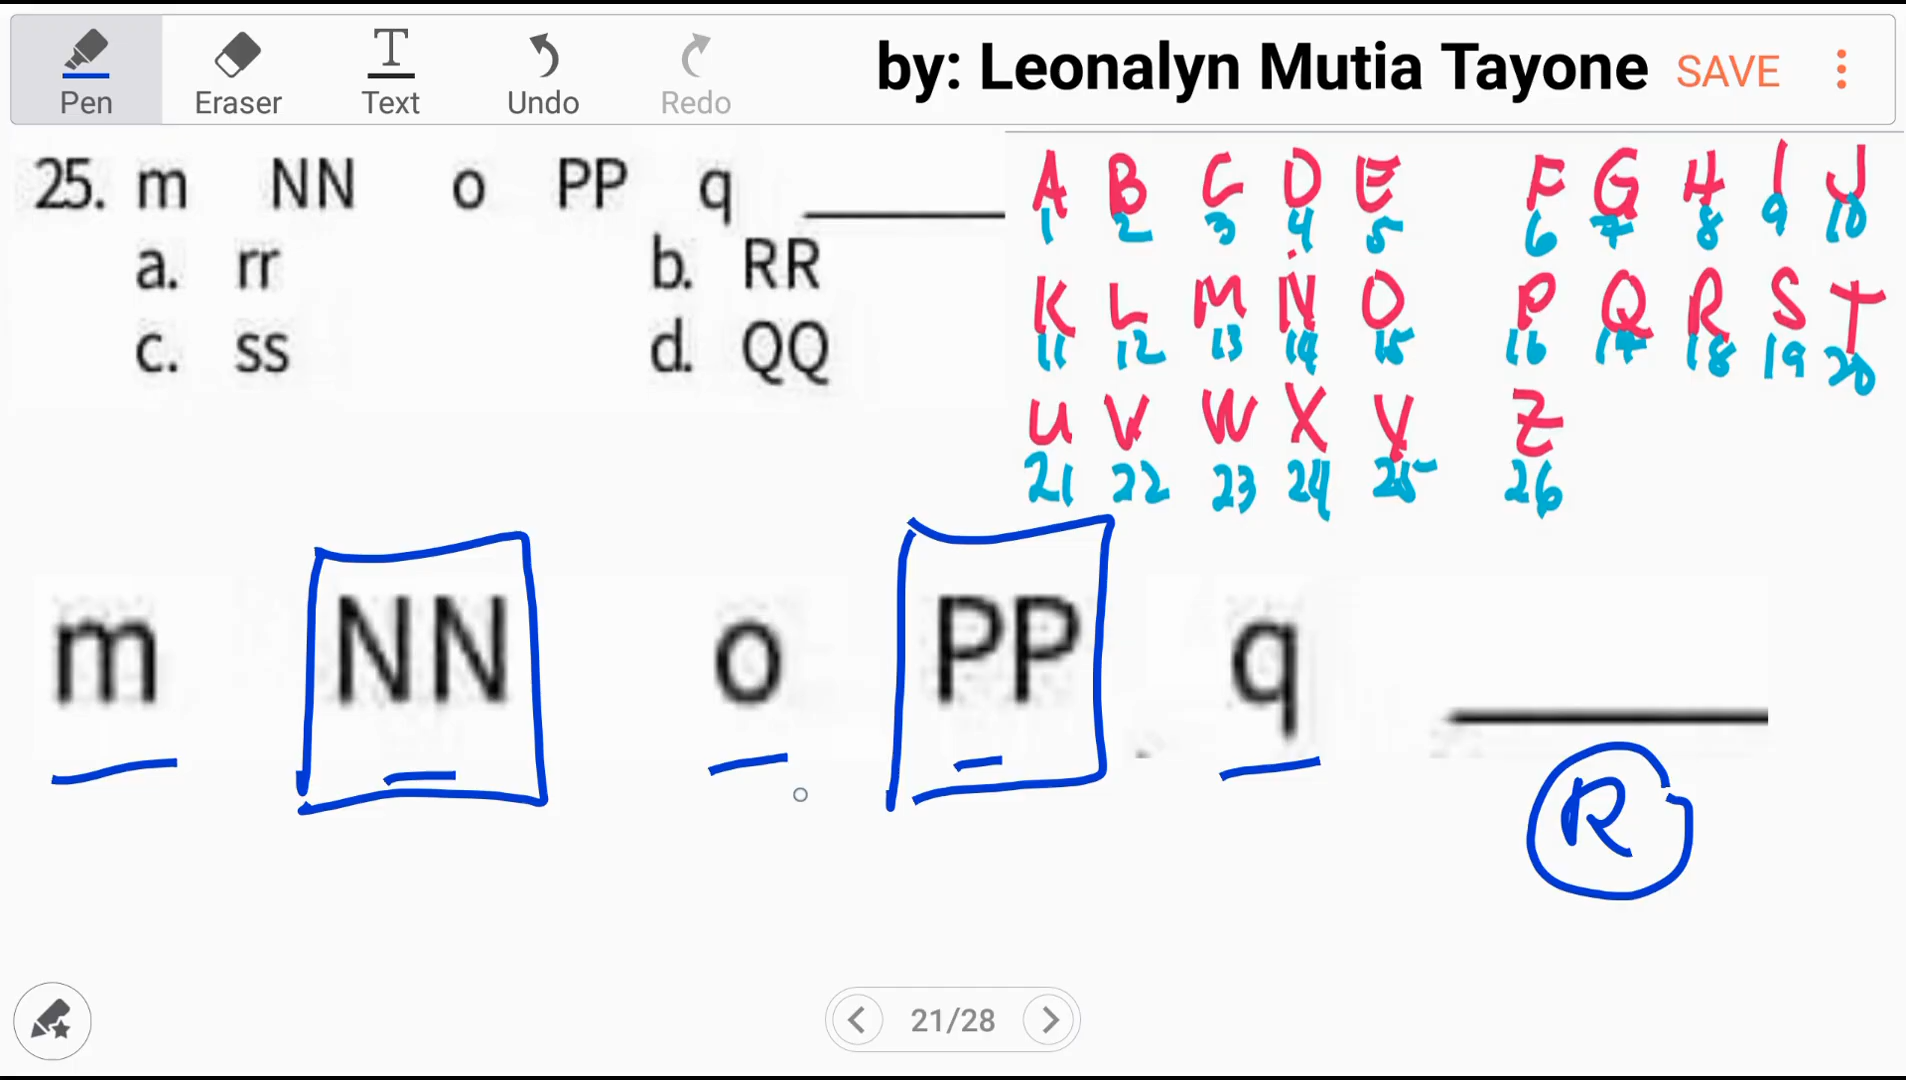 Pen Eraser Text Undo Redo by: Leonalyn Mutia Tayone SAVE
25. m NN o PP q
a. rr b. RR
c. ss d. QQ
A B C D E F G H I J
1 2 3 4 5 6 7 8 9 10
K L M N O P Q R S T
11 12 13 14 15 16 17 18 19 20
U V W X Y Z
21 22 23 24 25 26
m NN o PP q
R
21/28